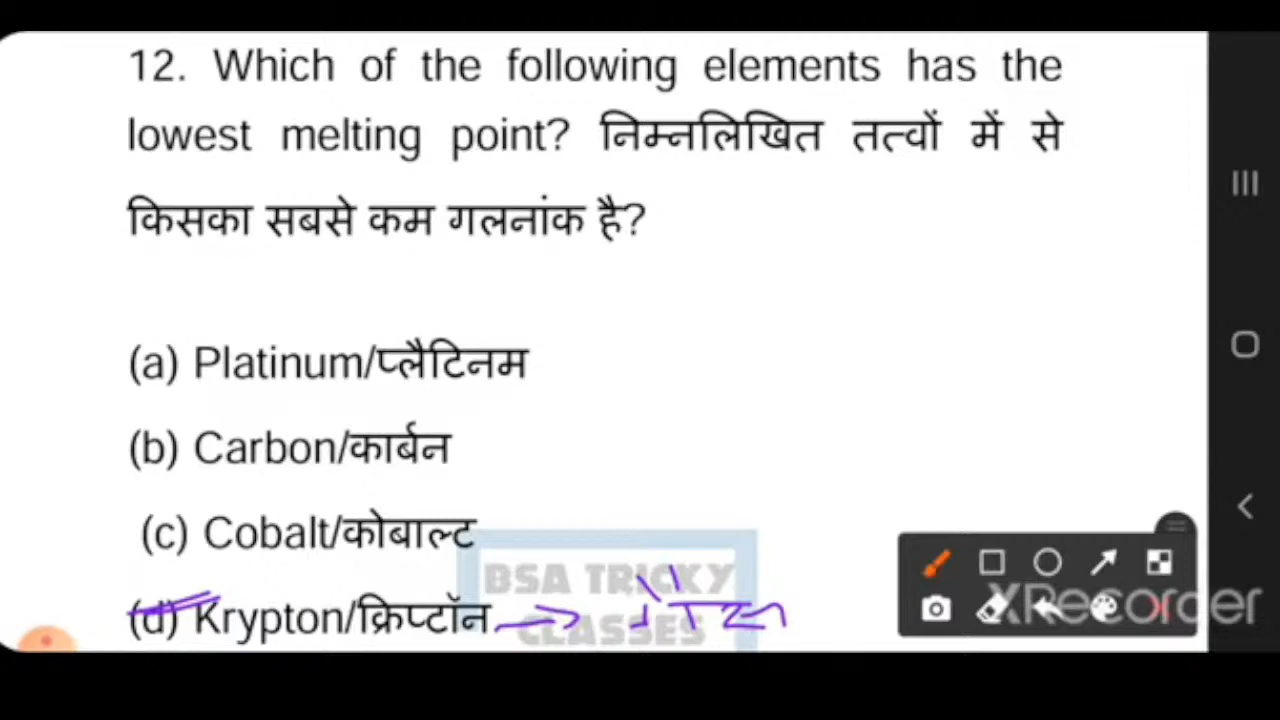 12. Which of the following elements has the
lowest melting point? निम्नलिखित तत्वों में से
किसका सबसे कम गलनांक है?
(a) Platinum/प्लैटिनम
(b) Carbon/कार्बन
(c) Cobalt/कोबाल्ट
(d) Krypton/क्रिप्टॉन
BSA TRICKY
CLASSES
XRecorder